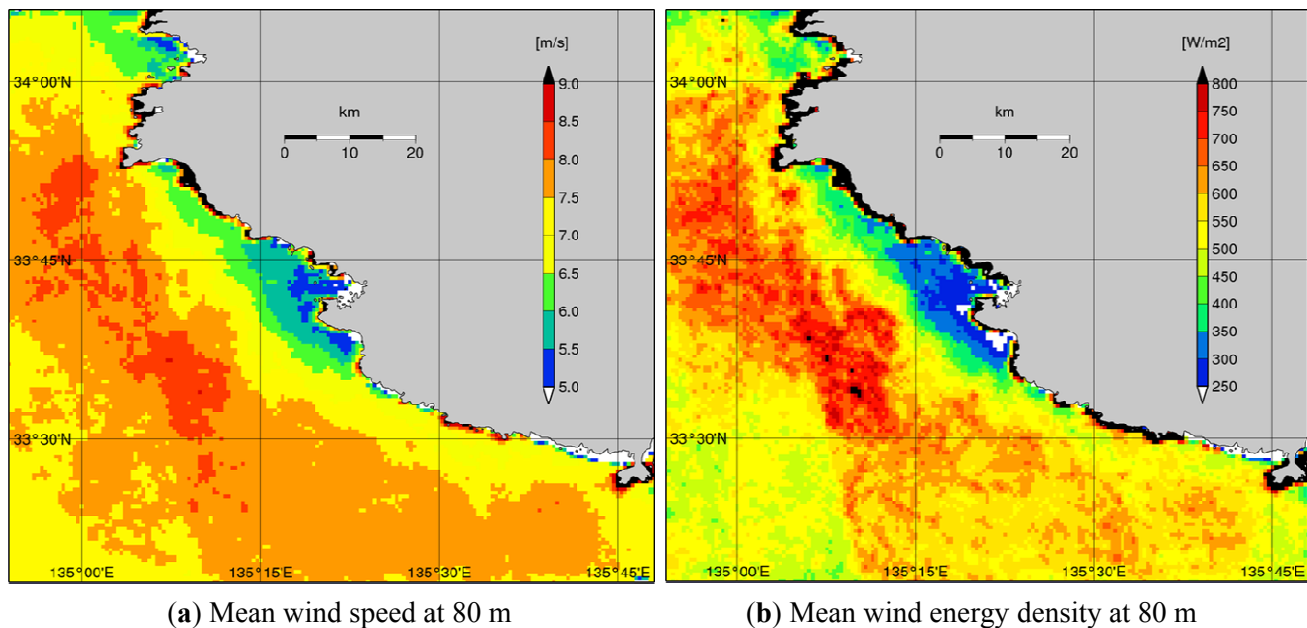 [m/s]
34°00'N
9.0
8.5
8.0
7.5
7.0
6.5
6.0
5.5
5.0
km
0 10 20
33°45'N
33°30'N
135°00'E 135°15'E 135°30'E 135°45'E
(a) Mean wind speed at 80 m
[W/m2]
34°00'N
800
750
700
650
600
550
500
450
400
350
300
250
km
0 10 20
33°45'N
33°30'N
135°00'E 135°15'E 135°30'E 135°45'E
(b) Mean wind energy density at 80 m